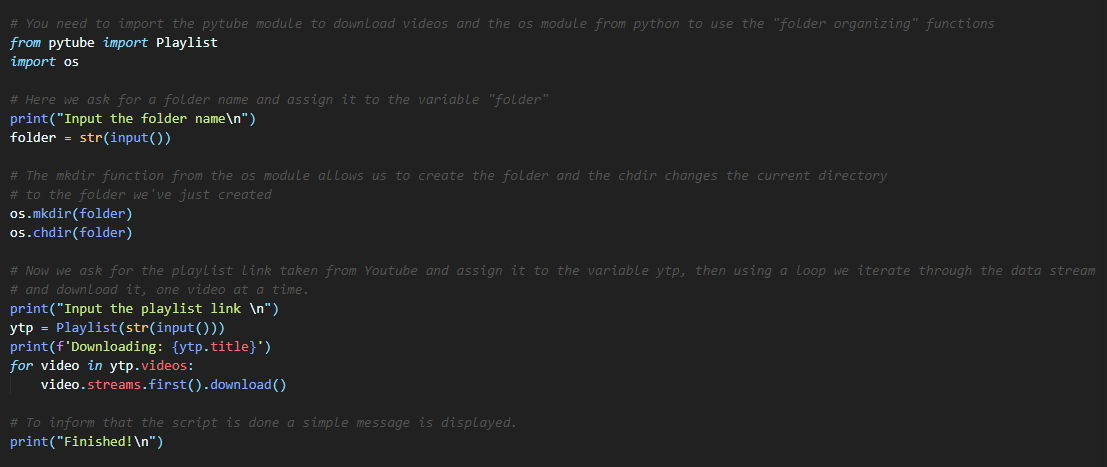 # You need to import the pytube module to download videos and the os module from python to use the "folder organizing" functions
from pytube import Playlist
import os
# Here we ask for a folder name and assign it to the variable "folder"
print("Input the folder name\n")
folder = str(input())
# The mkdir function from the os module allows us to create the folder and the chdir changes the current directory
# to the folder we've just created
os.mkdir(folder)
os.chdir(folder)
# Now we ask for the playlist link taken from Youtube and assign it to the variable ytp, then using a loop we iterate through the data stream
# and download it, one video at a time.
print("Input the playlist link \n")
ytp = Playlist(str(input()))
print(f'Downloading: {ytp.title}')
for video in ytp.videos:
    video.streams.first().download()
# To inform that the script is done a simple message is displayed.
print("Finished!\n")